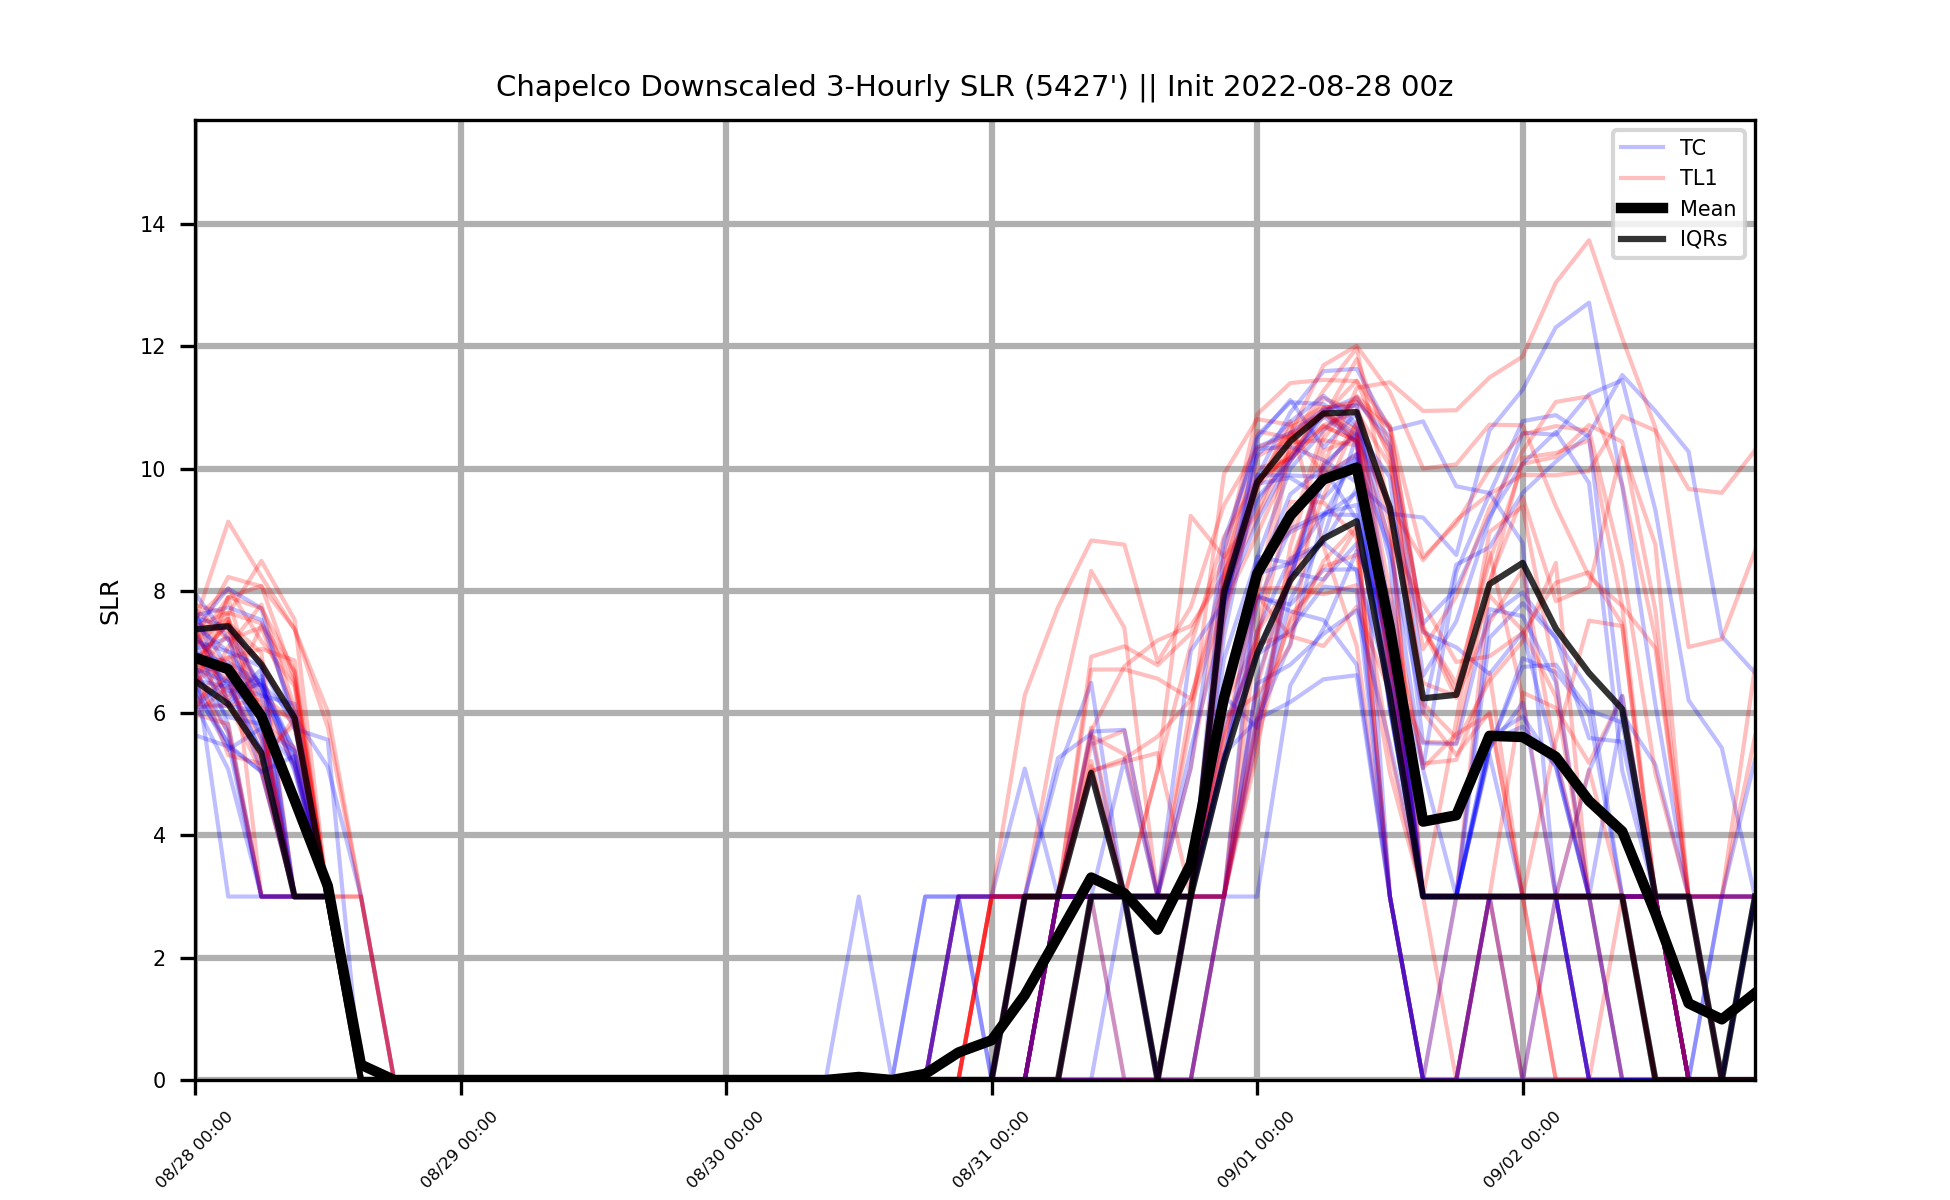 Chapelco Downscaled 3-Hourly SLR (5427') || Init 2022-08-28 00z
TC
TL1
Mean
IQRs
SLR
14
12
10
8
6
4
2
0
08/28 00:00
08/29 00:00
08/30 00:00
08/31 00:00
09/01 00:00
09/02 00:00